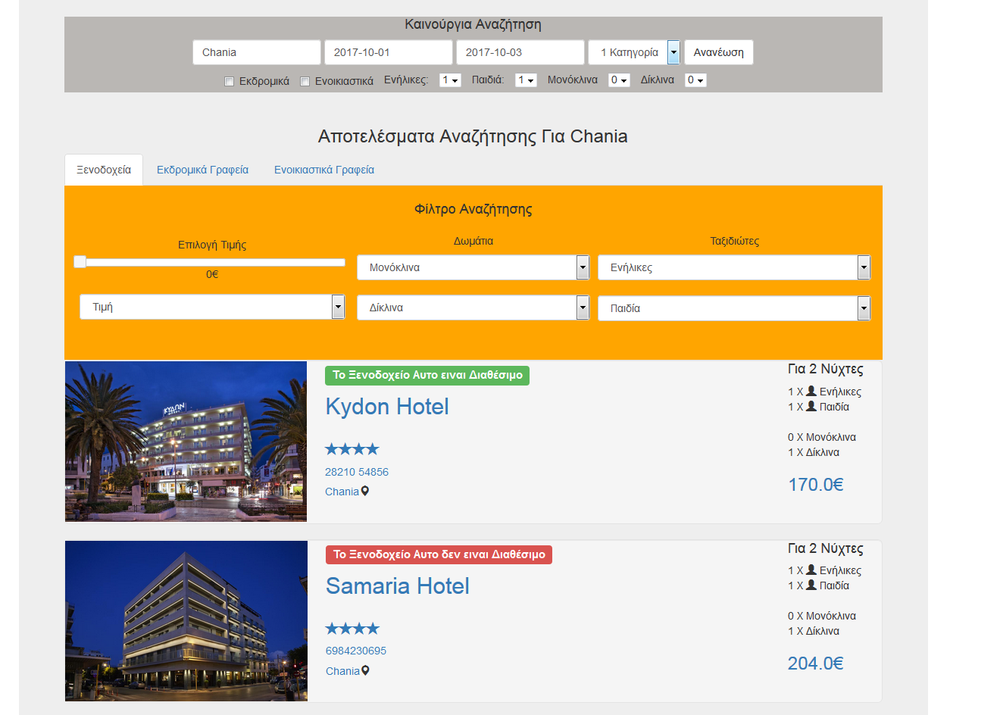 Καινούργια Αναζήτηση
Chania 2017-10-01 2017-10-03 1 Κατηγορία Ανανέωση
Εκδρομικά Ενοικιαστικά Ενήλικες: 1 Παιδιά: 1 Μονόκλινα 0 Δίκλινα 0
Αποτελέσματα Αναζήτησης Για Chania
Ξενοδοχεία Εκδρομικά Γραφεία Ενοικιαστικά Γραφεία
Φίλτρο Αναζήτησης
Επιλογή Τιμής Δωμάτια Ταξιδιώτες
0€
Μονόκλινα Ενήλικες
Τιμή Δίκλινα Παιδία
ΚΥΔΩΝ
Το Ξενοδοχείο Αυτο ειναι Διαθέσιμο
Kydon Hotel
28210 54856
Chania
Για 2 Νύχτες
1 X Ενήλικες
1 X Παιδία
0 X Μονόκλινα
1 X Δίκλινα
170.0€
Το Ξενοδοχείο Αυτο δεν ειναι Διαθέσιμο
Samaria Hotel
6984230695
Chania
Για 2 Νύχτες
1 X Ενήλικες
1 X Παιδία
0 X Μονόκλινα
1 X Δίκλινα
204.0€